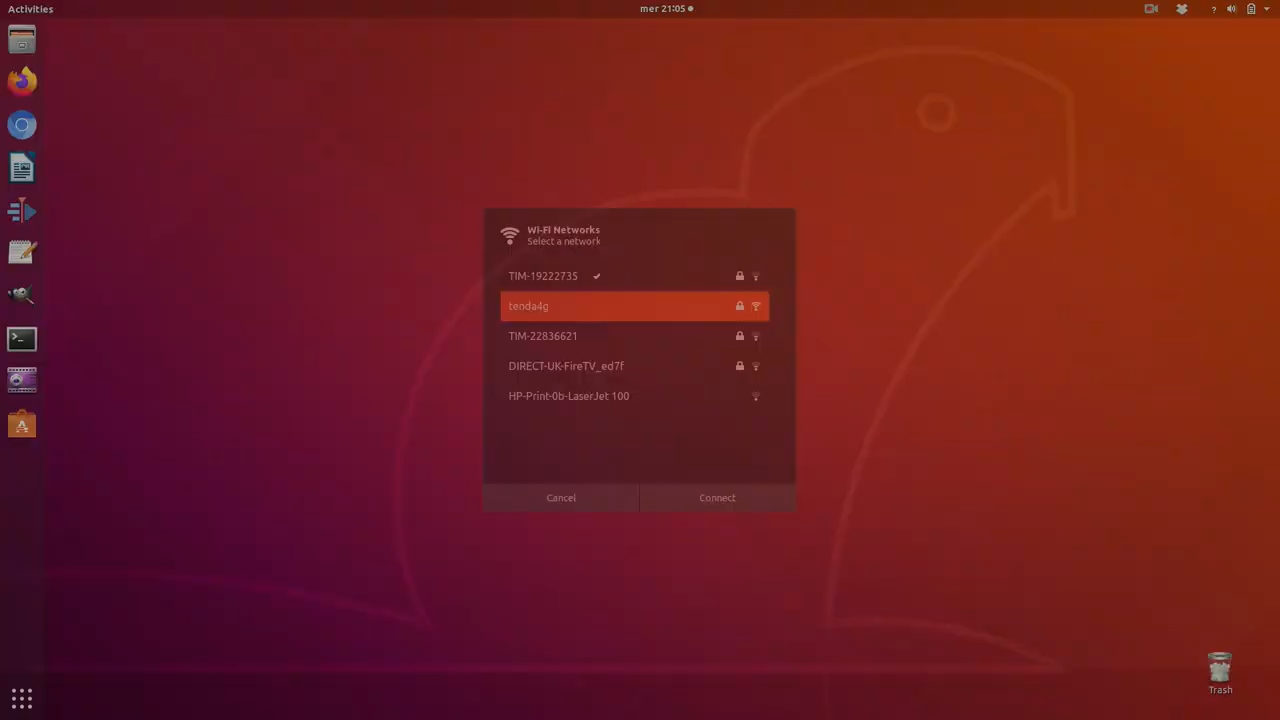 Activities
mer 21:05
?
Wi-Fi Networks
Select a network
TIM-19222735
tenda4g
TIM-22836621
DIRECT-UK-FireTV_ed7f
HP-Print-0b-LaserJet 100
Cancel
Connect
Trash